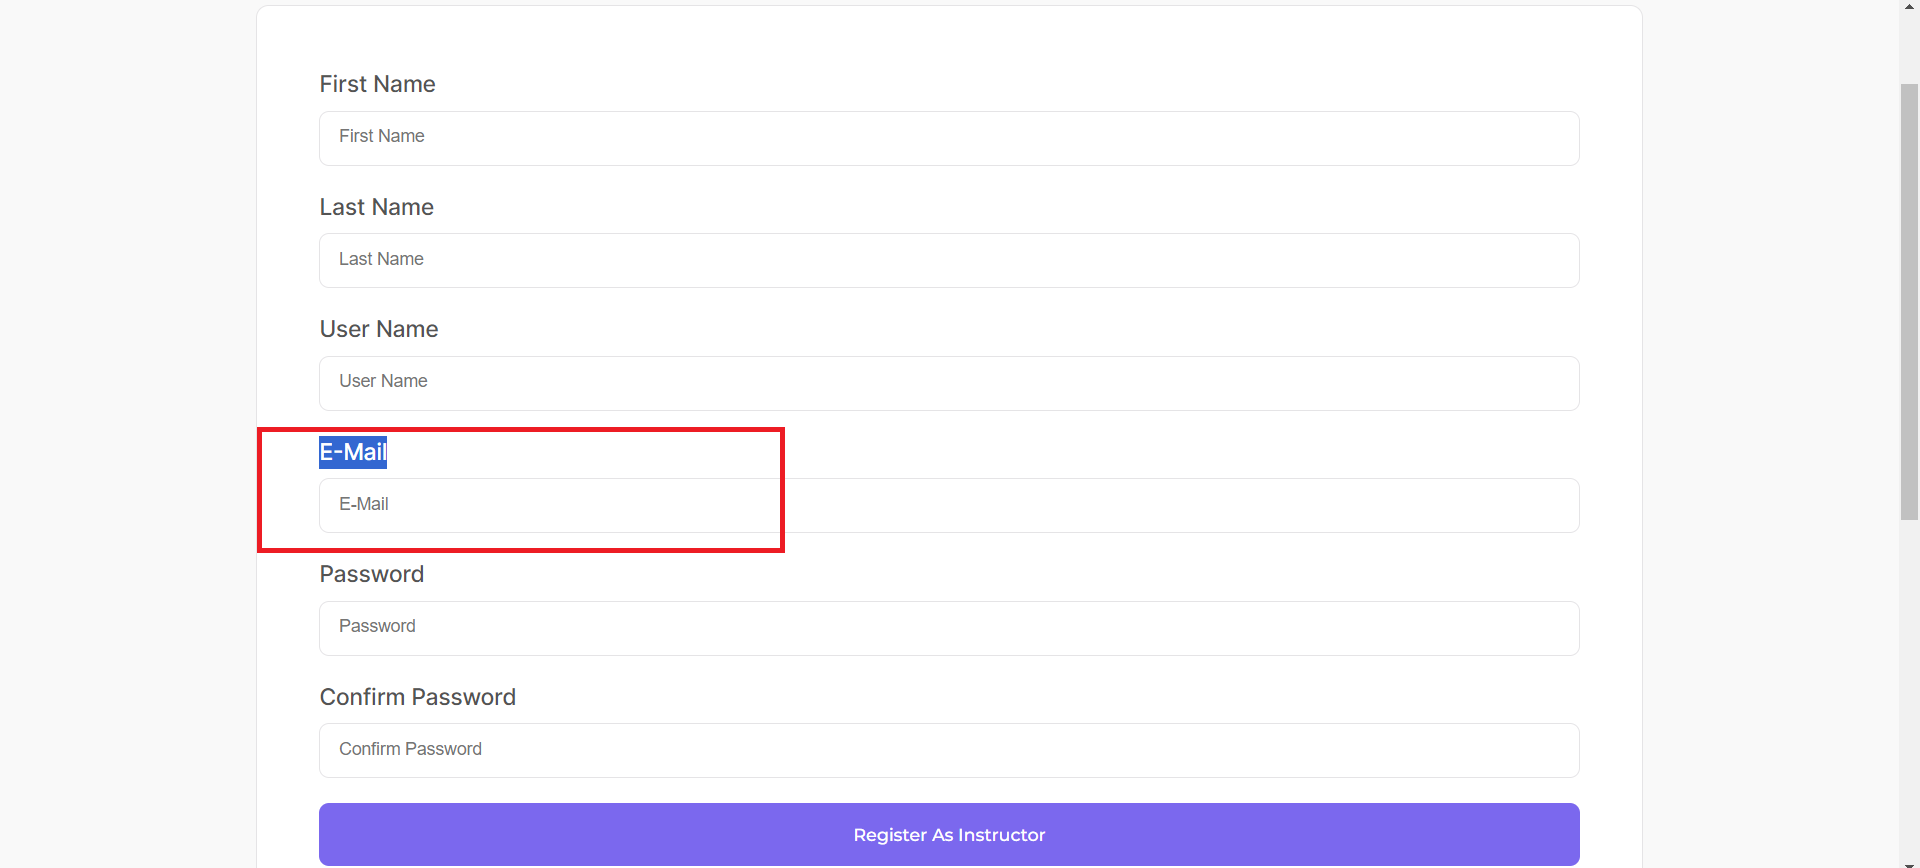 First Name
First Name
Last Name
Last Name
User Name
User Name
E-Mail
E-Mail
Password
Password
Confirm Password
Confirm Password
Register As Instructor